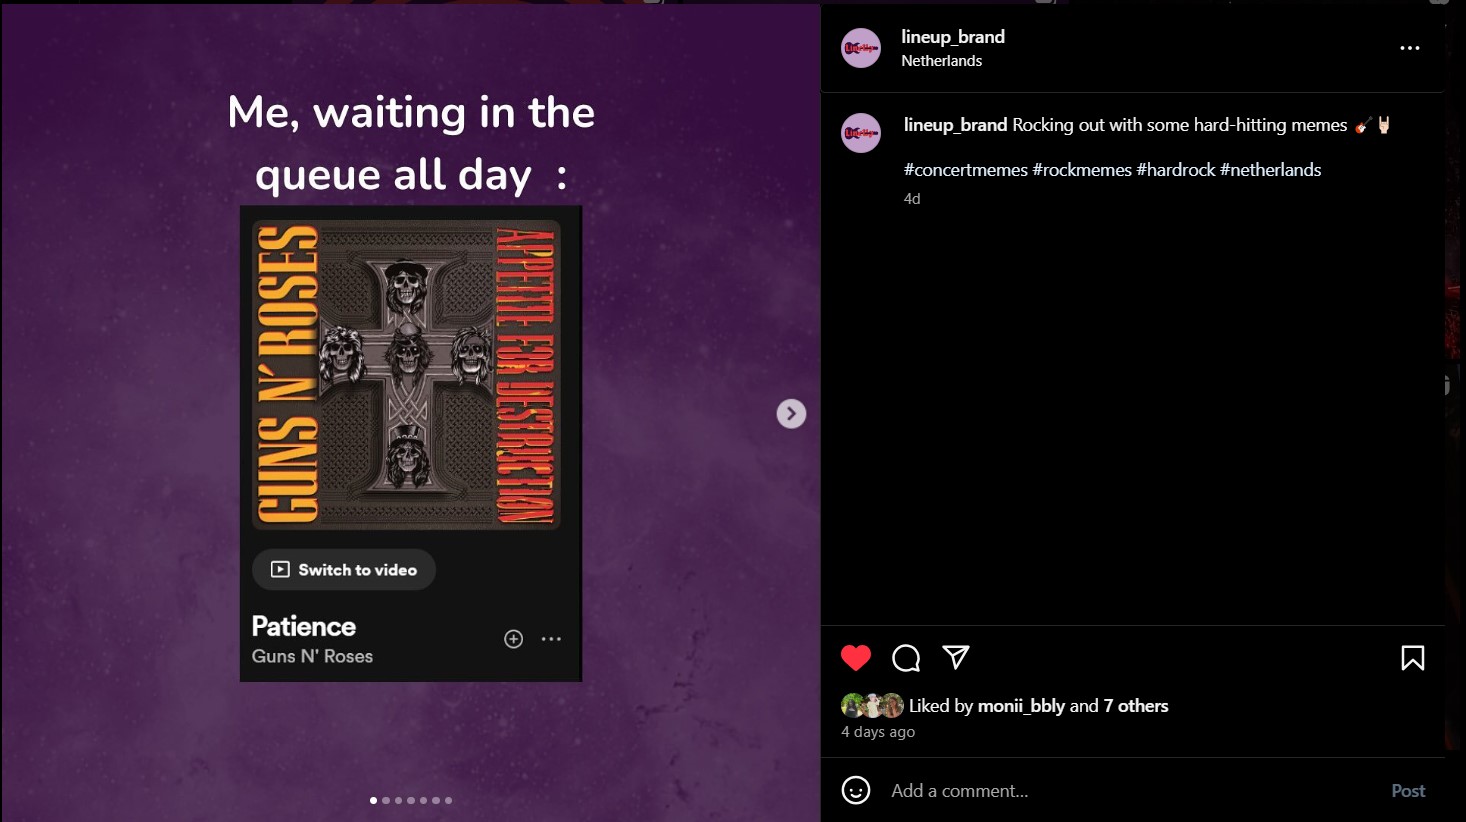 Me, waiting in the
queue all day :
GUNS N' ROSES
APPETITE FOR DESTRUCTION
Switch to video
Patience
Guns N' Roses
lineup_brand
Netherlands
lineup_brand Rocking out with some hard-hitting memes 🎸🤘🏻
#concertmemes #rockmemes #hardrock #netherlands
4d
Liked by monii_bbly and 7 others
4 days ago
Add a comment...
Post